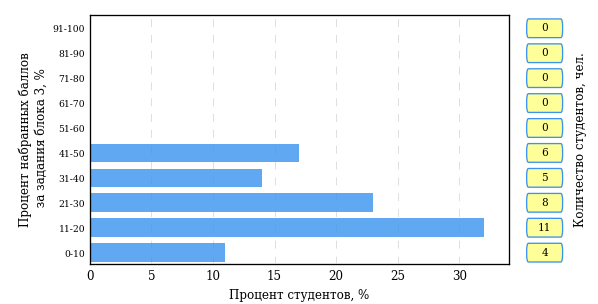 Процент набранных баллов
за задания блока 3, %
91-100 0
81-90 0
71-80 0
61-70 0
51-60 0
41-50 6
31-40 5
21-30 8
11-20 11
0-10 4
0 5 10 15 20 25 30
Процент студентов, %
Количество студентов, чел.